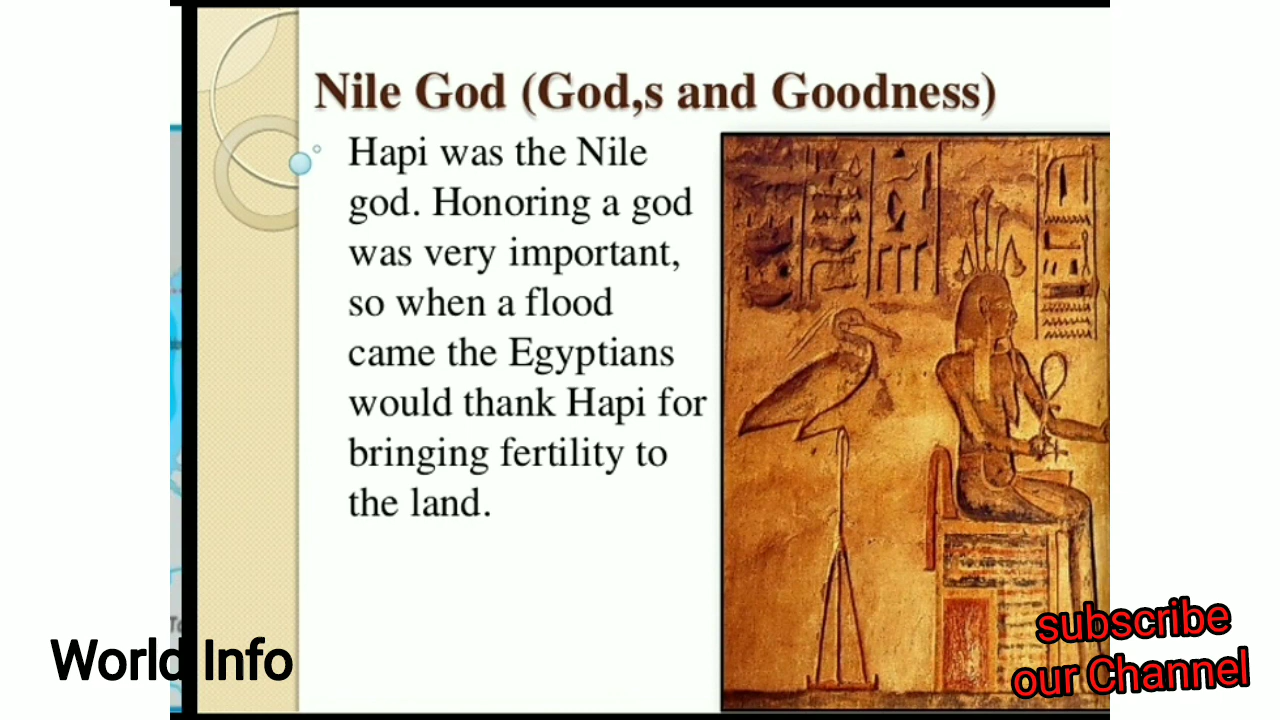 Nile God (God,s and Goodness)
Hapi was the Nile
god. Honoring a god
was very important,
so when a flood
came the Egyptians
would thank Hapi for
bringing fertility to
the land.
World Info
subscribe
our Channel